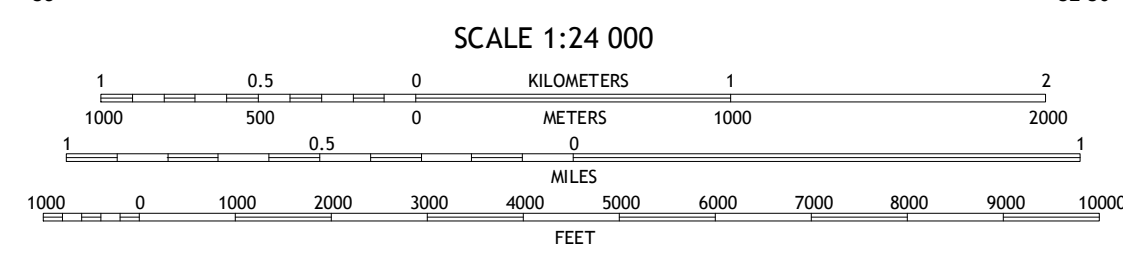 SCALE 1:24 000
1 0.5 0 KILOMETERS 1 2
1000 500 0 METERS 1000 2000
1 0.5 0 1
MILES
1000 0 1000 2000 3000 4000 5000 6000 7000 8000 9000 10000
FEET